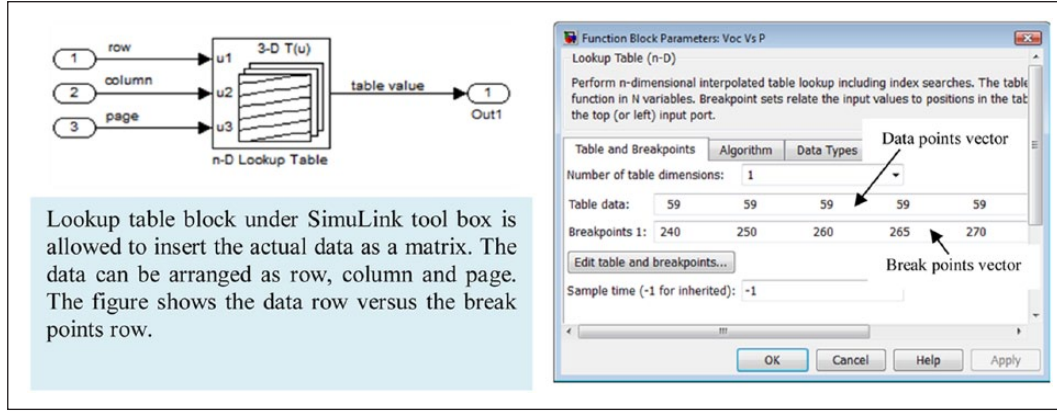 row
1
column
2
page
3
3-D T(u)
u1
u2
u3
n-D Lookup Table
table value
1
Out1
Lookup table block under SimuLink tool box is
allowed to insert the actual data as a matrix. The
data can be arranged as row, column and page.
The figure shows the data row versus the break
points row.
Function Block Parameters: Voc Vs P
Lookup Table (n-D)
Perform n-dimensional interpolated table lookup including index searches. The table
function in N variables. Breakpoint sets relate the input values to positions in the tab
the top (or left) input port.
Data points vector
Table and Breakpoints Algorithm Data Types
Number of table dimensions: 1
Table data: 59 59 59 59 59
Breakpoints 1: 240 250 260 265 270
Edit table and breakpoints...
Break points vector
Sample time (-1 for inherited): -1
OK Cancel Help Apply